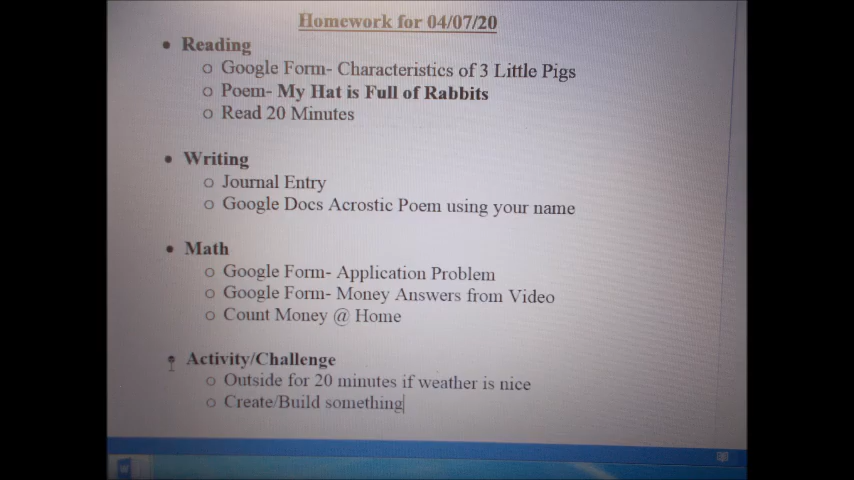 Homework for 04/07/20
• Reading
o Google Form- Characteristics of 3 Little Pigs
o Poem- My Hat is Full of Rabbits
o Read 20 Minutes
• Writing
o Journal Entry
o Google Docs Acrostic Poem using your name
• Math
o Google Form- Application Problem
o Google Form- Money Answers from Video
o Count Money @ Home
• Activity/Challenge
o Outside for 20 minutes if weather is nice
o Create/Build something